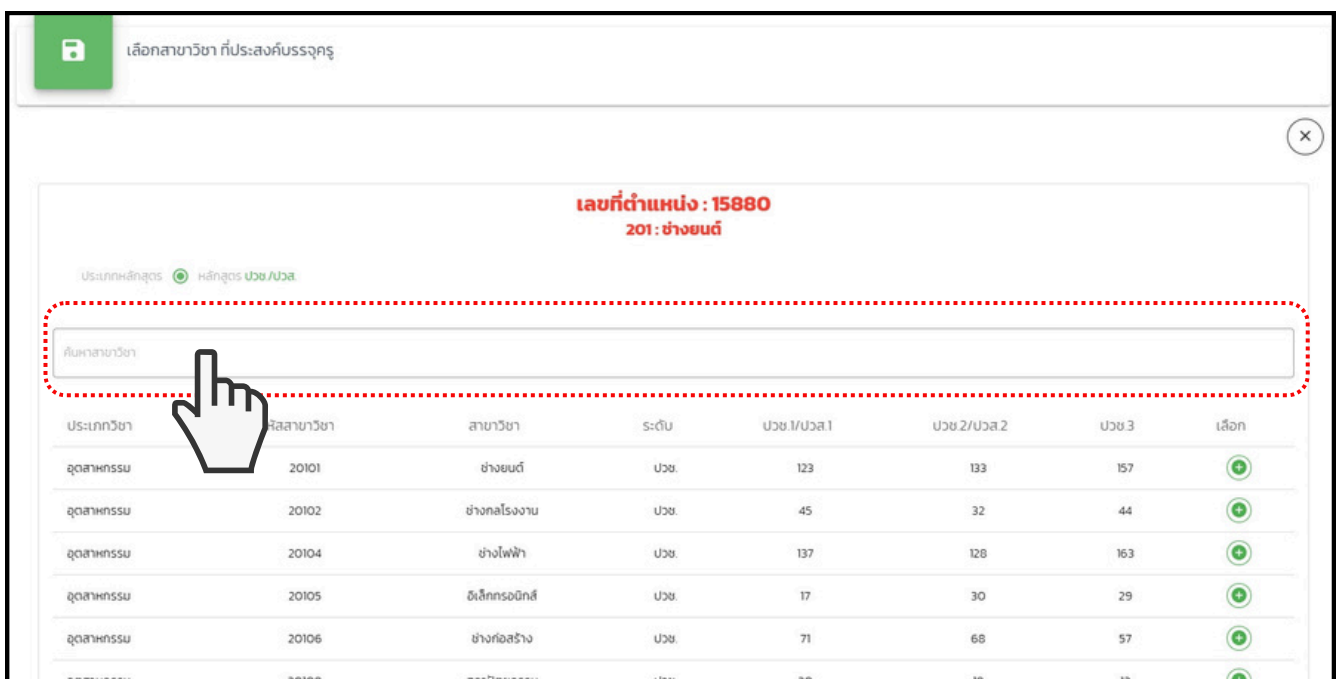 เลือกสาขาวิชา ที่ประสงค์บรรจุครู
เลขที่ตำแหน่ง : 15880
201 : ช่างยนต์
ประเภทหลักสูตร หลักสูตร ปวช./ปวส.
ค้นหาสาขาวิชา
ประเภทวิชา หัสสาขาวิชา สาขาวิชา ระดับ ปวช.1/ปวส.1 ปวช.2/ปวส.2 ปวช.3 เลือก
อุตสาหกรรม 20101 ช่างยนต์ ปวช. 123 133 157
อุตสาหกรรม 20102 ช่างกลโรงงาน ปวช. 45 32 44
อุตสาหกรรม 20104 ช่างไฟฟ้า ปวช. 137 128 163
อุตสาหกรรม 20105 อิเล็กทรอนิกส์ ปวช. 17 30 29
อุตสาหกรรม 20106 ช่างก่อสร้าง ปวช. 71 68 57